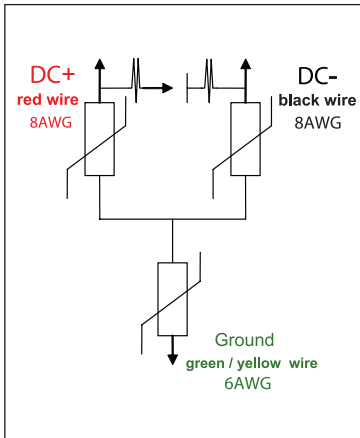 DC+
red wire
8AWG
DC-
black wire
8AWG
Ground
green / yellow wire
6AWG